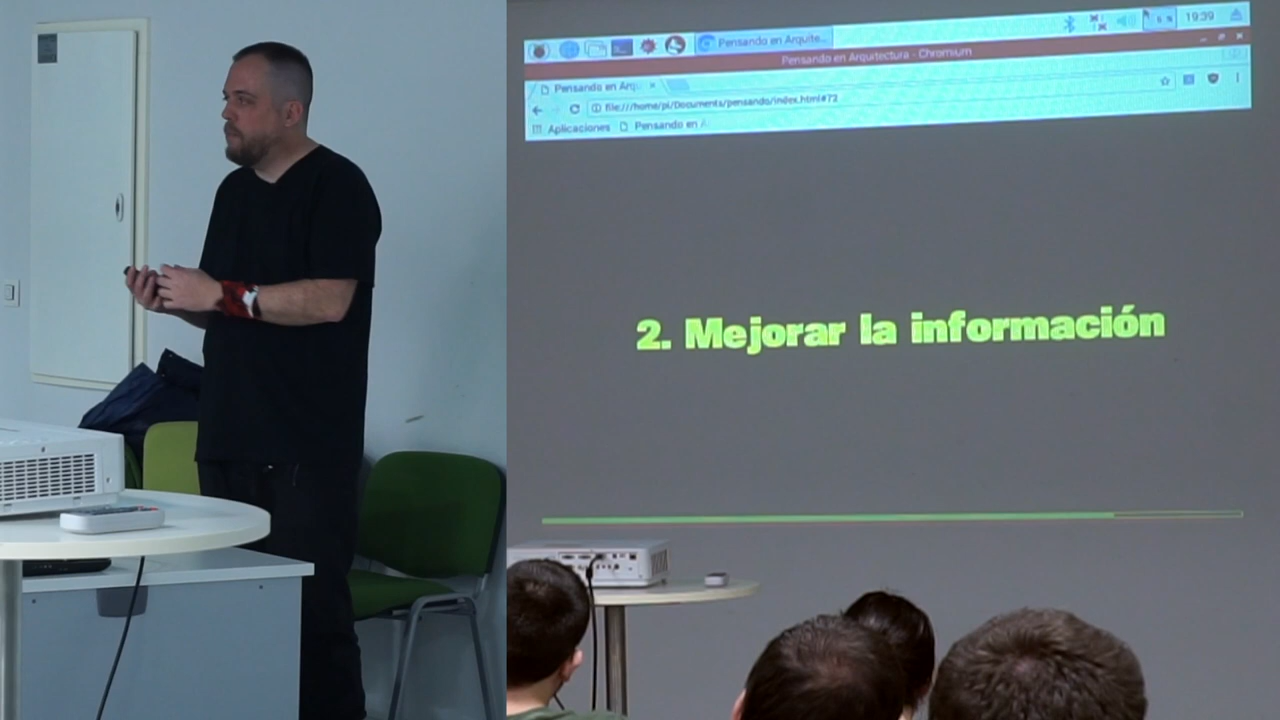 Pensando en Arquite...
19:39
Pensando en Arquitectura - Chromium
Pensando en Arq
file:///home/pi/Documents/pensando/index.html#72
Aplicaciones
Pensando en A
2. Mejorar la información